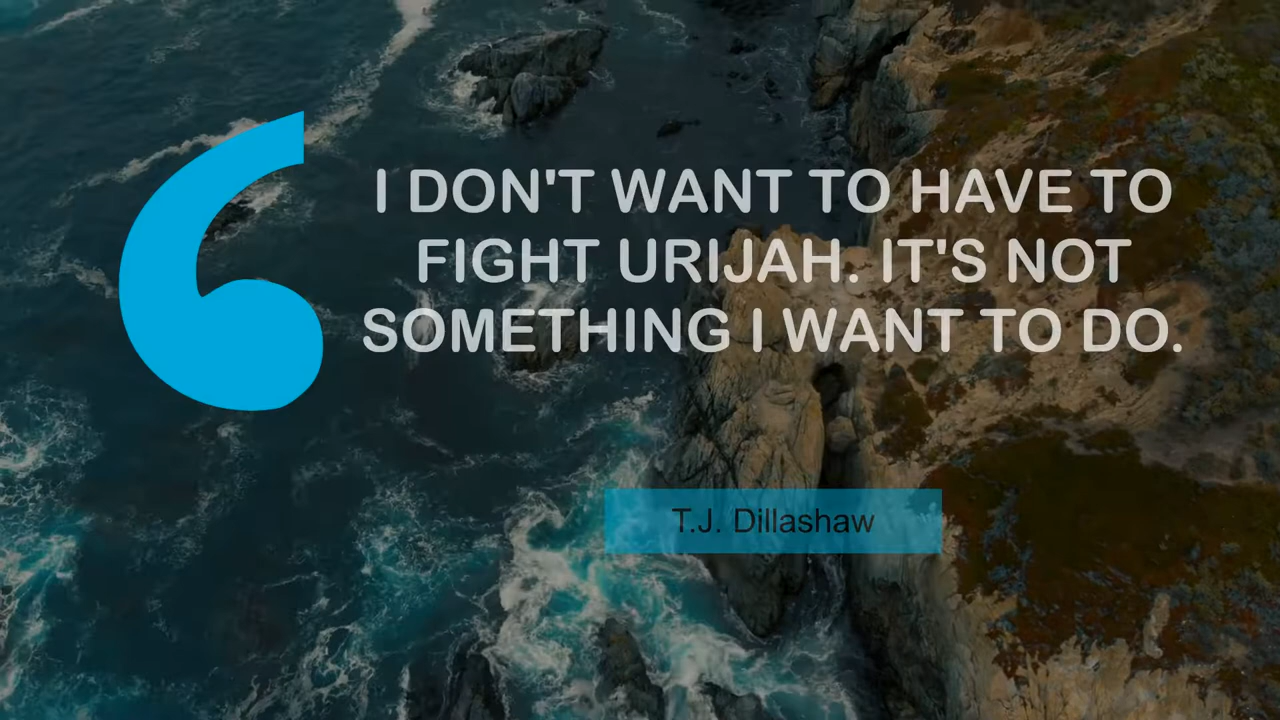 I DON'T WANT TO HAVE TO
FIGHT URIJAH. IT'S NOT
SOMETHING I WANT TO DO.
T.J. Dillashaw